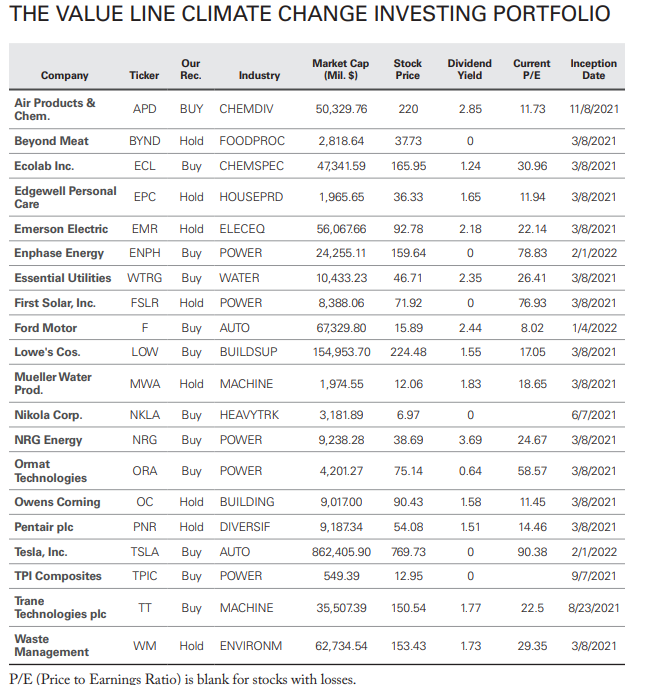 THE VALUE LINE CLIMATE CHANGE INVESTING PORTFOLIO
Company Ticker Our Rec. Industry Market Cap (Mil. $) Stock Price Dividend Yield Current P/E Inception Date
Air Products & Chem. APD BUY CHEMDIV 50,329.76 220 2.85 11.73 11/8/2021
Beyond Meat BYND Hold FOODPROC 2,818.64 37.73 0 3/8/2021
Ecolab Inc. ECL Buy CHEMSPEC 47,341.59 165.95 1.24 30.96 3/8/2021
Edgewell Personal Care EPC Hold HOUSEPRD 1,965.65 36.33 1.65 11.94 3/8/2021
Emerson Electric EMR Hold ELECEQ 56,067.66 92.78 2.18 22.14 3/8/2021
Enphase Energy ENPH Buy POWER 24,255.11 159.64 0 78.83 2/1/2022
Essential Utilities WTRG Buy WATER 10,433.23 46.71 2.35 26.41 3/8/2021
First Solar, Inc. FSLR Hold POWER 8,388.06 71.92 0 76.93 3/8/2021
Ford Motor F Buy AUTO 67,329.80 15.89 2.44 8.02 1/4/2022
Lowe's Cos. LOW Buy BUILDSUP 154,953.70 224.48 1.55 17.05 3/8/2021
Mueller Water Prod. MWA Hold MACHINE 1,974.55 12.06 1.83 18.65 3/8/2021
Nikola Corp. NKLA Buy HEAVYTRK 3,181.89 6.97 0 6/7/2021
NRG Energy NRG Buy POWER 9,238.28 38.69 3.69 24.67 3/8/2021
Ormat Technologies ORA Buy POWER 4,201.27 75.14 0.64 58.57 3/8/2021
Owens Corning OC Hold BUILDING 9,017.00 90.43 1.58 11.45 3/8/2021
Pentair plc PNR Hold DIVERSIF 9,187.34 54.08 1.51 14.46 3/8/2021
Tesla, Inc. TSLA Buy AUTO 862,405.90 769.73 0 90.38 2/1/2022
TPI Composites TPIC Buy POWER 549.39 12.95 0 9/7/2021
Trane Technologies plc TT Buy MACHINE 35,507.39 150.54 1.77 22.5 8/23/2021
Waste Management WM Hold ENVIRONM 62,734.54 153.43 1.73 29.35 3/8/2021
P/E (Price to Earnings Ratio) is blank for stocks with losses.